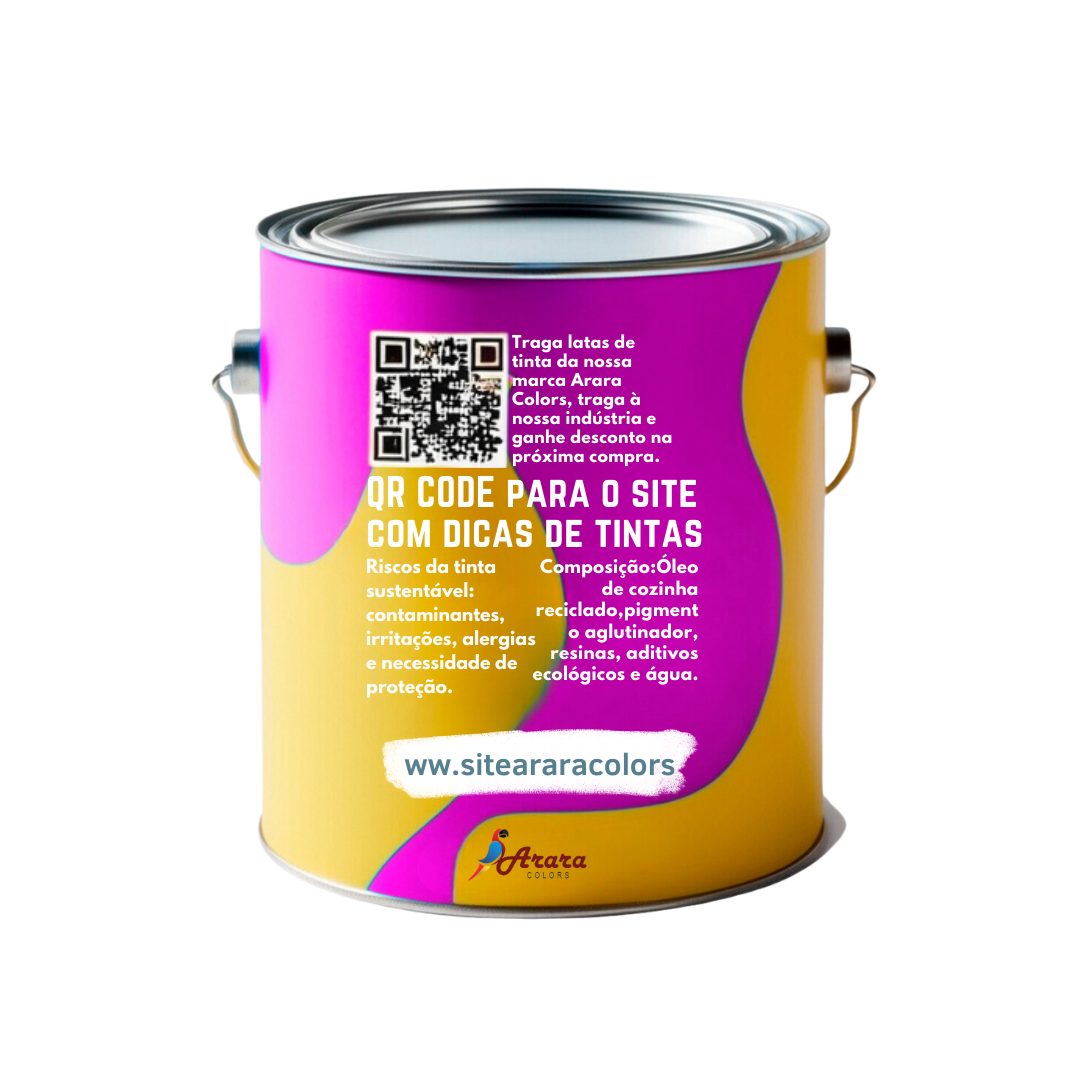 Traga latas de
tinta da nossa
marca Arara
Colors, traga à
nossa indústria e
ganhe desconto na
próxima compra.
QR CODE PARA O SITE
COM DICAS DE TINTAS
Riscos da tinta
sustentável:
contaminantes,
irritações, alergias
e necessidade de
proteção.
Composição:Óleo
de cozinha
reciclado,pigment
o aglutinador,
resinas, aditivos
ecológicos e água.
ww.siteararacolors
Arara
COLORS